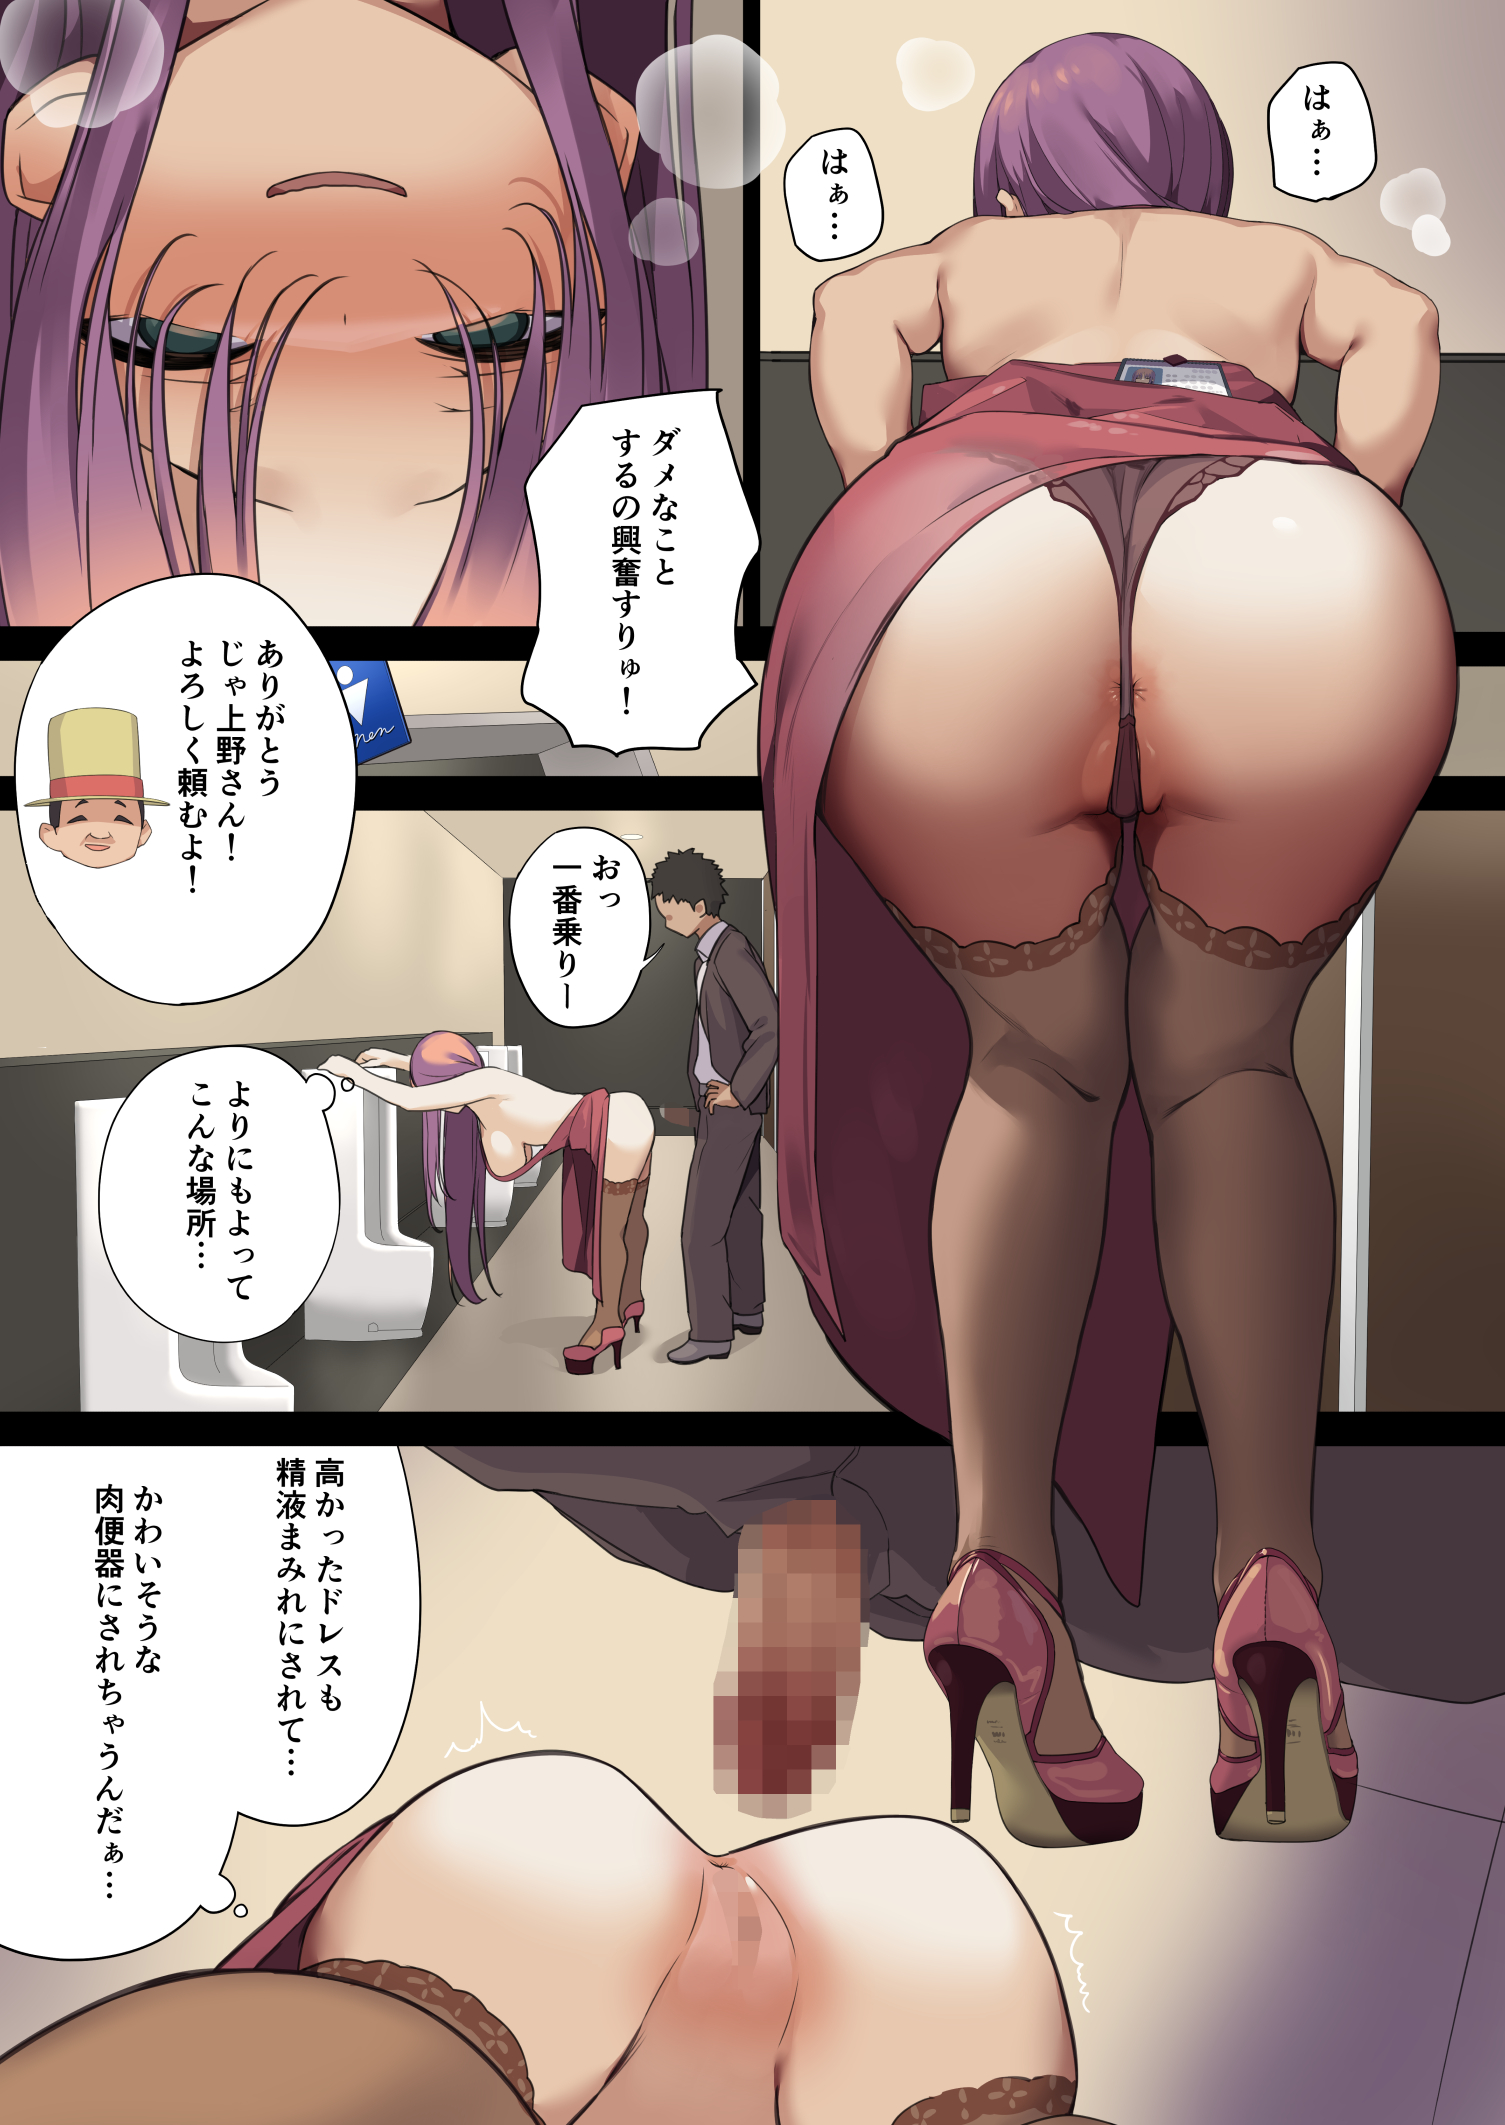 はぁ…
はぁ…
ダメなこと
するの興奮すりゅ！
ありがとう
じゃ上野さん！
よろしく頼むよ！
men
おっ
一番乗りー
よりにもよって
こんな場所…
高かったドレスも
精液まみれにされて…
かわいそうな
肉便器にされちゃうんだぁ…